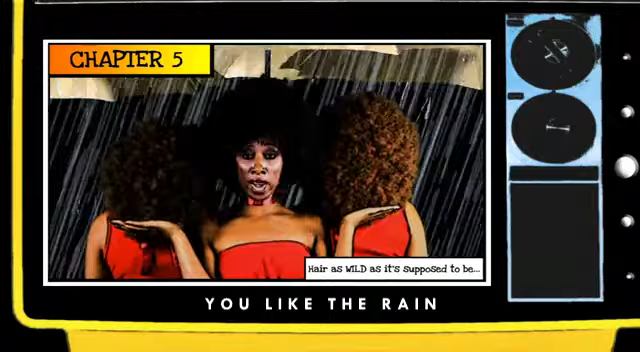 CHAPTER 5
Hair as WILD as it's supposed to be...
YOU LIKE THE RAIN